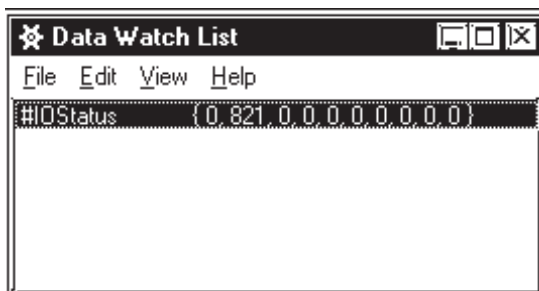 Data Watch List
File Edit View Help
#IOStatus { 0, 821, 0, 0, 0, 0, 0, 0, 0, 0 }